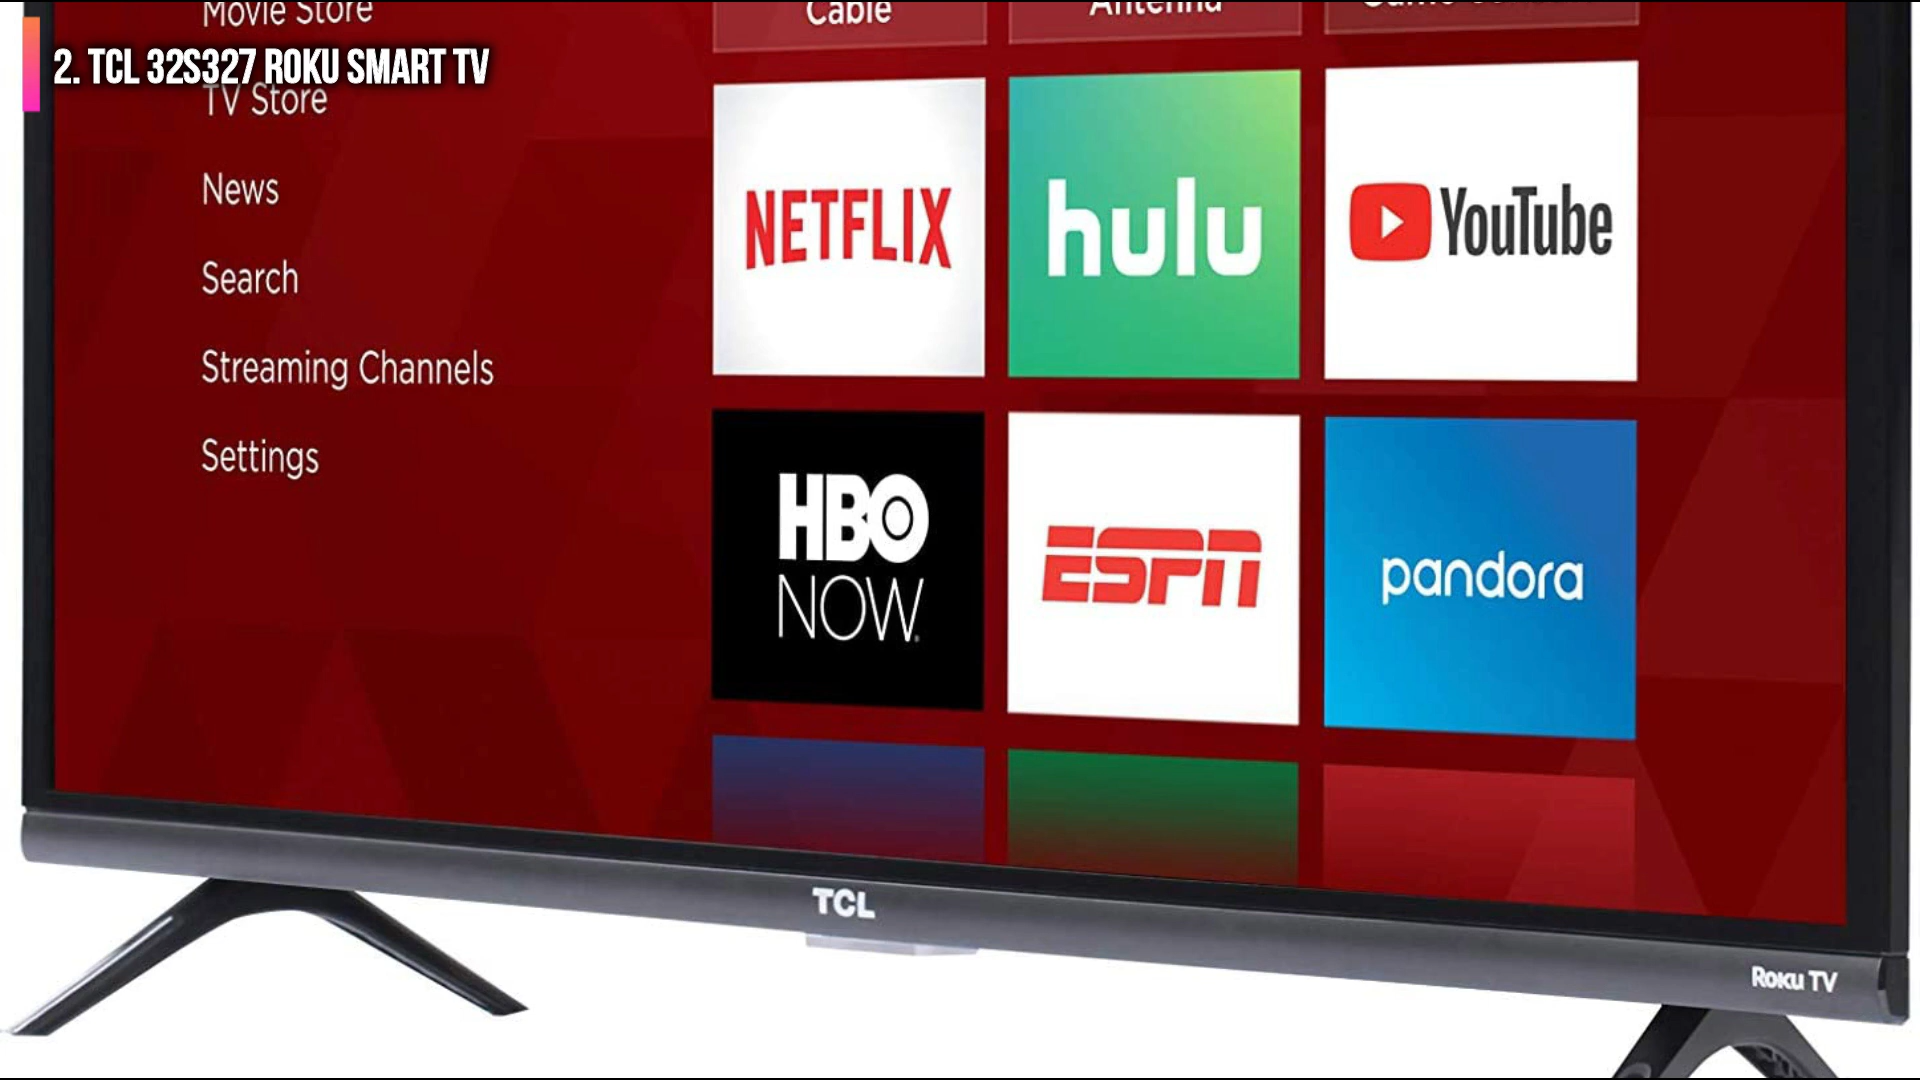 Movie Store
2. TCL 32S327 ROKU SMART TV
TV Store
News
Search
Streaming Channels
Settings
Cable
Antenna
NETFLIX
hulu
YouTube
HBO
NOW
ESPN
pandora
TCL
Roku TV